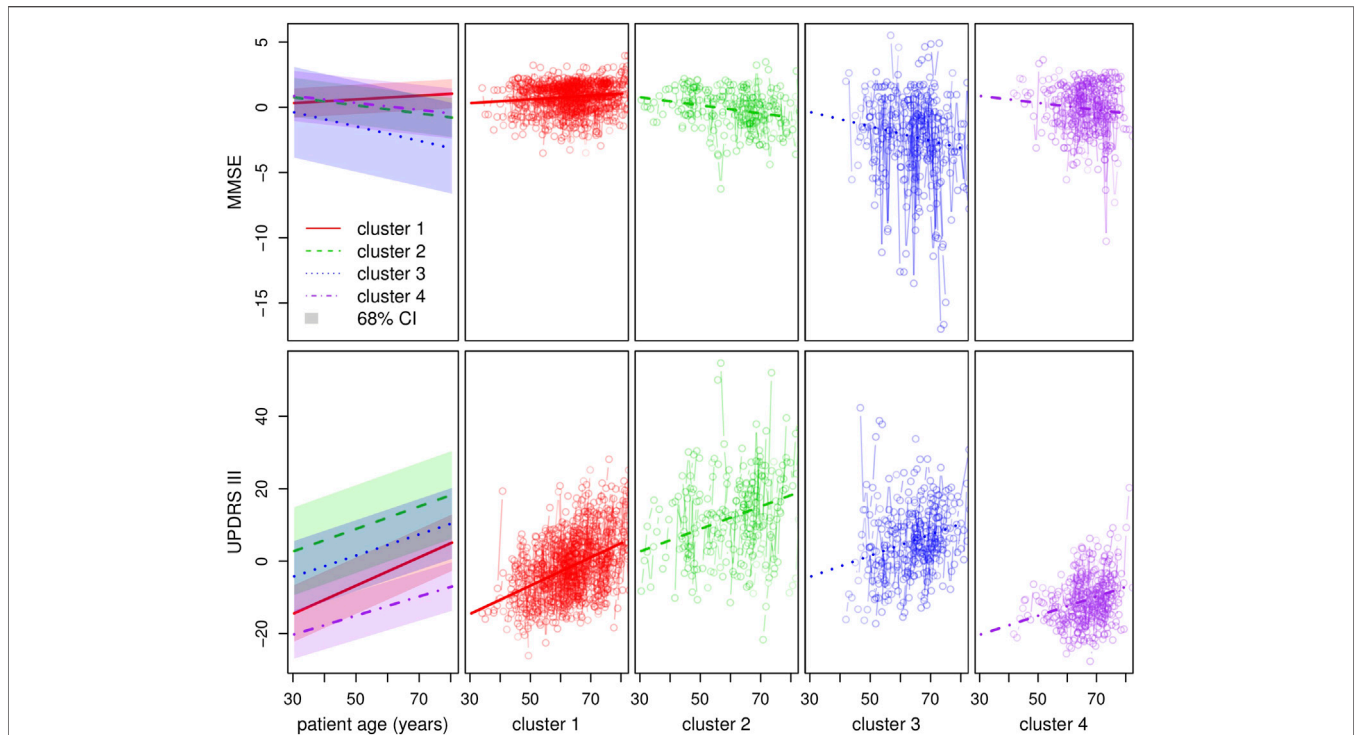 MMSE
5
0
−5
−10
−15
cluster 1
cluster 2
cluster 3
cluster 4
68% CI
UPDRS III
40
20
0
−20
30 50 70
30 50 70
30 50 70
30 50 70
30 50 70
patient age (years)
cluster 1
cluster 2
cluster 3
cluster 4